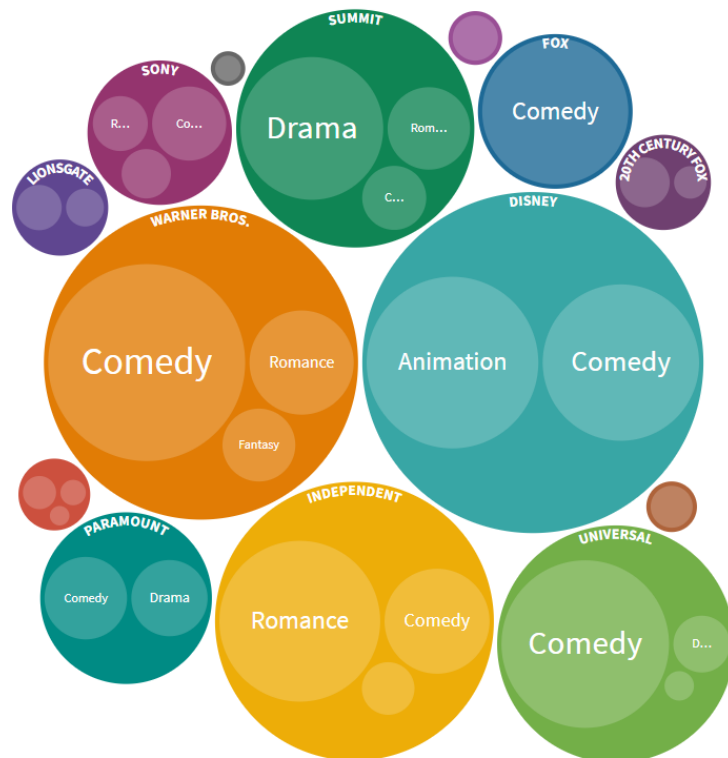 SUMMIT
Drama
Rom...
C...
FOX
Comedy
SONY
R...
Co...
20TH CENTURY FOX
LIONSGATE
WARNER BROS.
Comedy
Romance
Fantasy
DISNEY
Animation
Comedy
PARAMOUNT
Comedy
Drama
INDEPENDENT
Romance
Comedy
UNIVERSAL
Comedy
D...